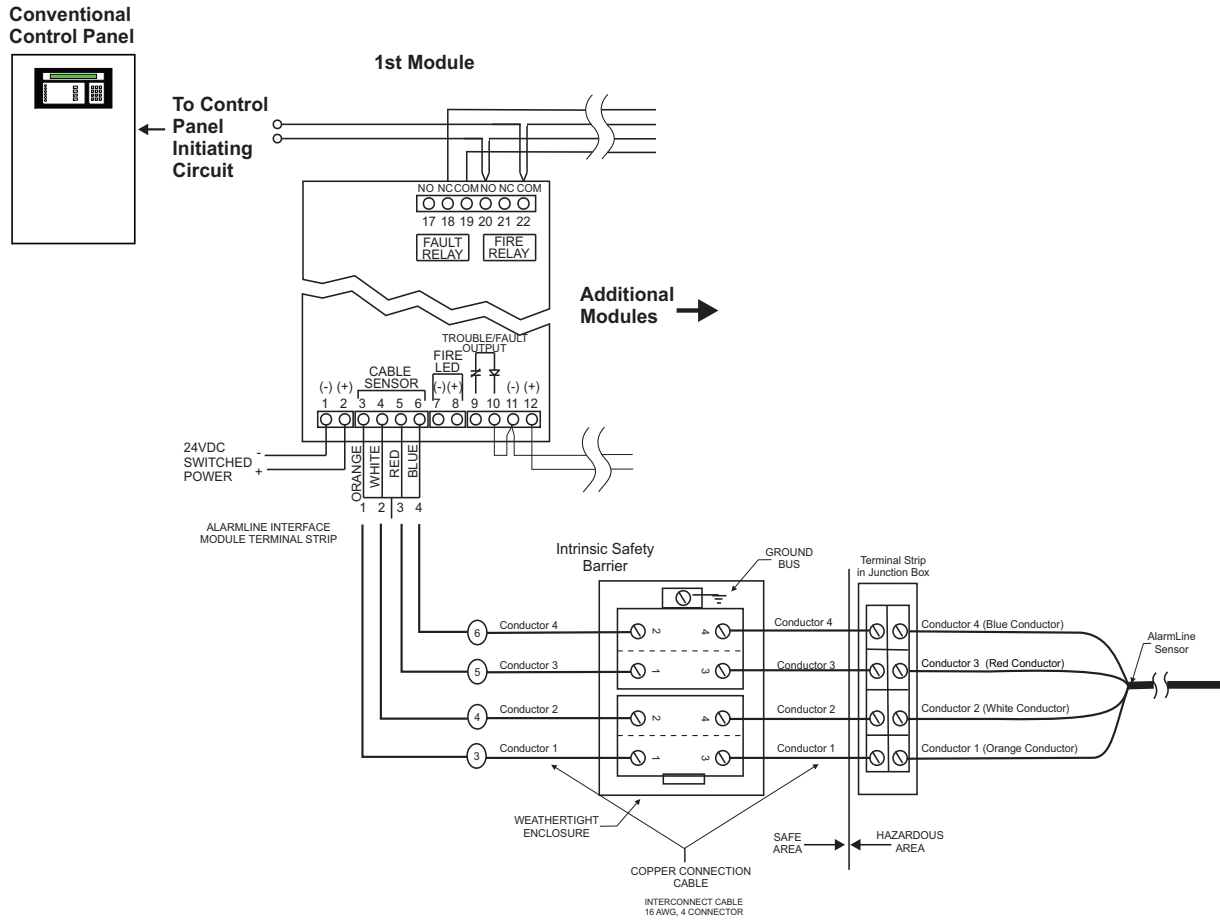 Conventional
Control Panel
1st Module
To Control
Panel
Initiating
Circuit
NO NC COM NO NC COM
17 18 19 20 21 22
FAULT
RELAY
FIRE
RELAY
Additional
Modules
TROUBLE/FAULT
OUTPUT
FIRE
LED
CABLE
SENSOR
(-) (+) (-) (+) (-) (+)
1 2 3 4 5 6 7 8 9 10 11 12
24VDC
SWITCHED
POWER
-
+
ORANGE
WHITE
RED
BLUE
1 2 3 4
ALARMLINE INTERFACE
MODULE TERMINAL STRIP
Intrinsic Safety
Barrier
GROUND
BUS
Terminal Strip
in Junction Box
6 Conductor 4 2 4 Conductor 4 Conductor 4 (Blue Conductor)
AlarmLine
Sensor
5 Conductor 3 1 3 Conductor 3 Conductor 3 (Red Conductor)
4 Conductor 2 2 4 Conductor 2 Conductor 2 (White Conductor)
3 Conductor 1 1 3 Conductor 1 Conductor 1 (Orange Conductor)
WEATHERTIGHT
ENCLOSURE
SAFE
AREA
HAZARDOUS
AREA
COPPER CONNECTION
CABLE
INTERCONNECT CABLE
16 AWG, 4 CONNECTOR